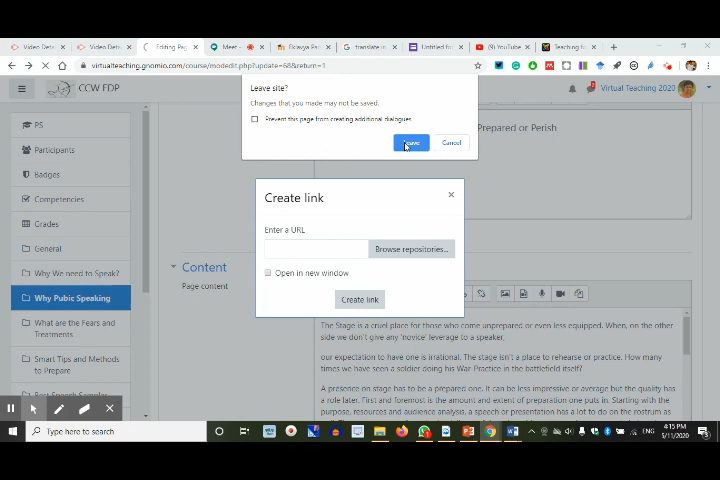 Video Deta
Video Deta
Editing Pa
Meet -
Eklavya Par
translate in
Untitled fo
YouTube
Teaching fo
virtualteaching.gnomio.com/course/modedit.php?update=68&return=1
CCW FDP
Virtual Teaching 2020
Leave site?
Changes that you made may not be saved.
Prevent this page from creating additional dialogues
Leave
Cancel
PS
Participants
Badges
Competencies
Grades
General
Why We need to Speak?
Why Pubic Speaking
What are the Fears and
Treatments
Smart Tips and Methods
to Prepare
Prepared or Perish
Create link
Enter a URL
Browse repositories...
Open in new window
Create link
Content
Page content
The Stage is a cruel place for those who come unprepared or even less equipped. When, on the other
side we don't give any 'novice' leverage to a speaker,
our expectation to have one is irrational. The stage isn't a place to rehearse or practice. How many
times we have seen a soldier doing his War Practice in the battlefield itself?
A presence on stage has to be a prepared one. It can be less impressive or average but the quality has
a role later. First and foremost is the amount and extent of preparation one puts in. Starting with the
purpose, resources and audience analysis, a speech or presentation has a lot to do on the rostrum as
Type here to search
ENG
4:15 PM
5/11/2020